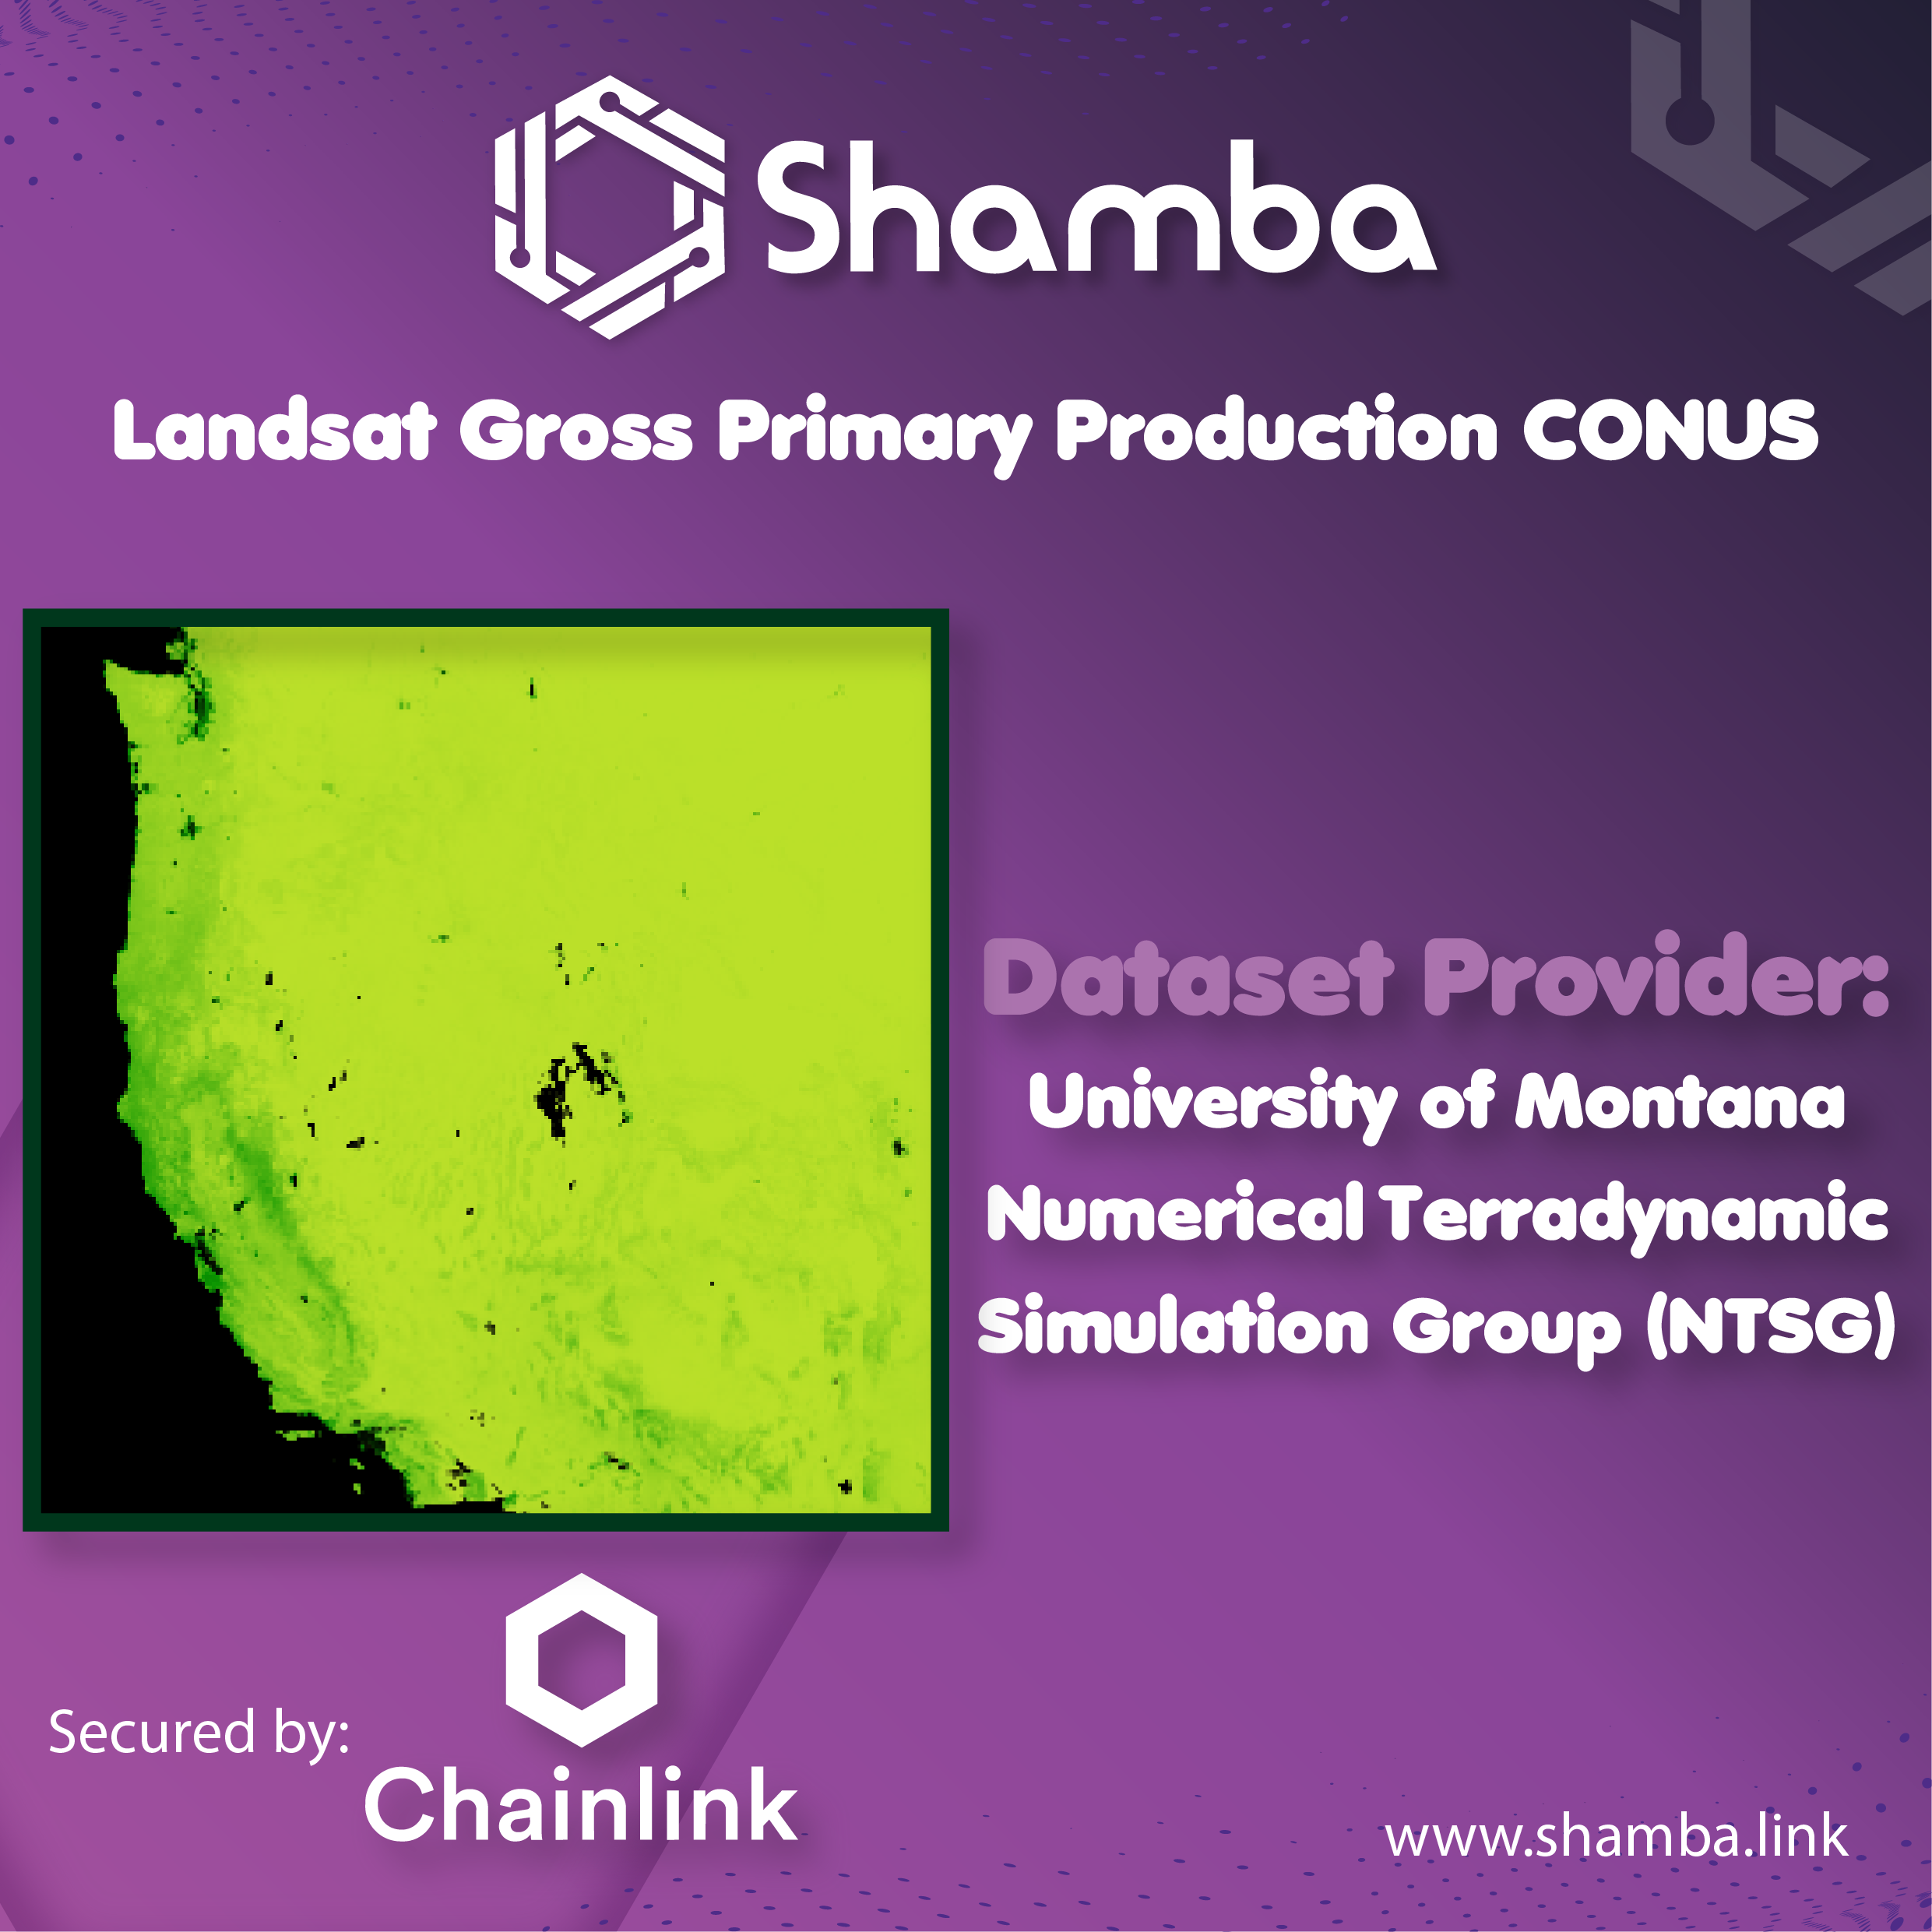 Shamba
Landsat Gross Primary Production CONUS
Dataset Provider:
University of Montana
Numerical Terradynamic
Simulation Group (NTSG)
Secured by:
Chainlink
www.shamba.link